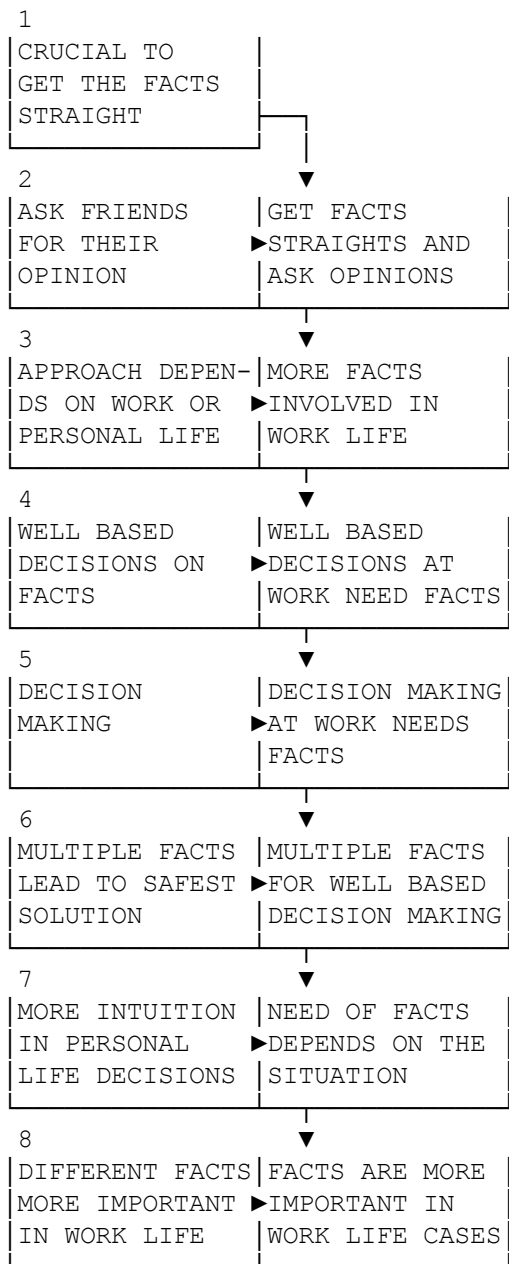 1
CRUCIAL TO
GET THE FACTS
STRAIGHT
2
ASK FRIENDS
FOR THEIR
OPINION
GET FACTS
STRAIGHTS AND
ASK OPINIONS
3
APPROACH DEPEN-
DS ON WORK OR
PERSONAL LIFE
MORE FACTS
INVOLVED IN
WORK LIFE
4
WELL BASED
DECISIONS ON
FACTS
WELL BASED
DECISIONS AT
WORK NEED FACTS
5
DECISION
MAKING
DECISION MAKING
AT WORK NEEDS
FACTS
6
MULTIPLE FACTS
LEAD TO SAFEST
SOLUTION
MULTIPLE FACTS
FOR WELL BASED
DECISION MAKING
7
MORE INTUITION
IN PERSONAL
LIFE DECISIONS
NEED OF FACTS
DEPENDS ON THE
SITUATION
8
DIFFERENT FACTS
MORE IMPORTANT
IN WORK LIFE
FACTS ARE MORE
IMPORTANT IN
WORK LIFE CASES